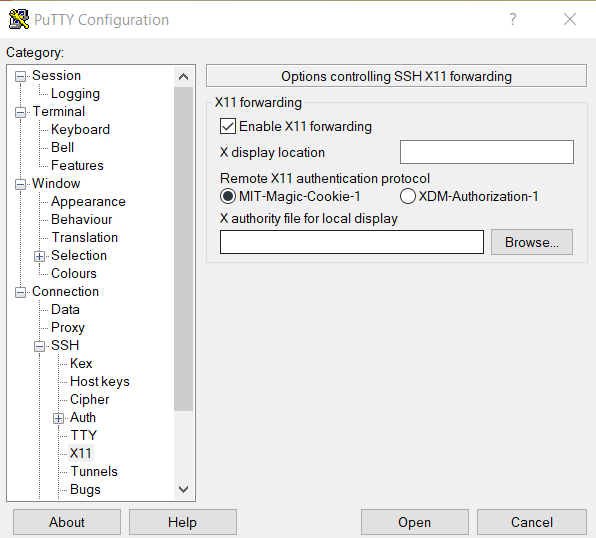 PuTTY Configuration
?
Category:
Session
Logging
Terminal
Keyboard
Bell
Features
Window
Appearance
Behaviour
Translation
Selection
Colours
Connection
Data
Proxy
SSH
Kex
Host keys
Cipher
Auth
TTY
X11
Tunnels
Bugs
Options controlling SSH X11 forwarding
X11 forwarding
Enable X11 forwarding
X display location
Remote X11 authentication protocol
MIT-Magic-Cookie-1 XDM-Authorization-1
X authority file for local display
Browse...
About Help Open Cancel